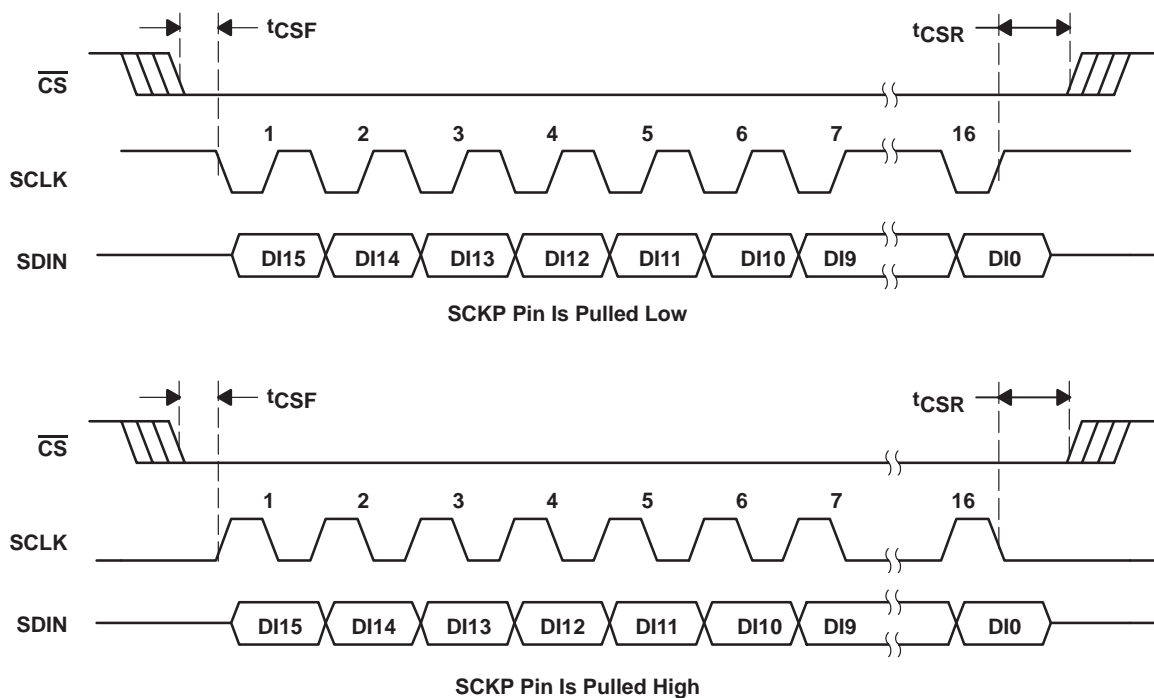 tCSF
tCSR
CS
1 2 3 4 5 6 7 16
SCLK
SDIN
DI15 DI14 DI13 DI12 DI11 DI10 DI9 DI0
SCKP Pin Is Pulled Low
tCSF
tCSR
CS
1 2 3 4 5 6 7 16
SCLK
SDIN
DI15 DI14 DI13 DI12 DI11 DI10 DI9 DI0
SCKP Pin Is Pulled High